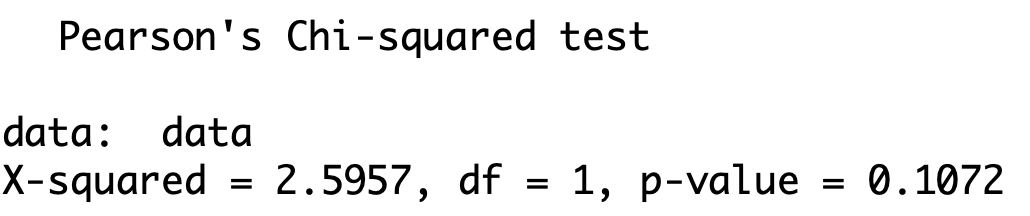 Pearson's Chi-squared test
data:  data
X-squared = 2.5957, df = 1, p-value = 0.1072